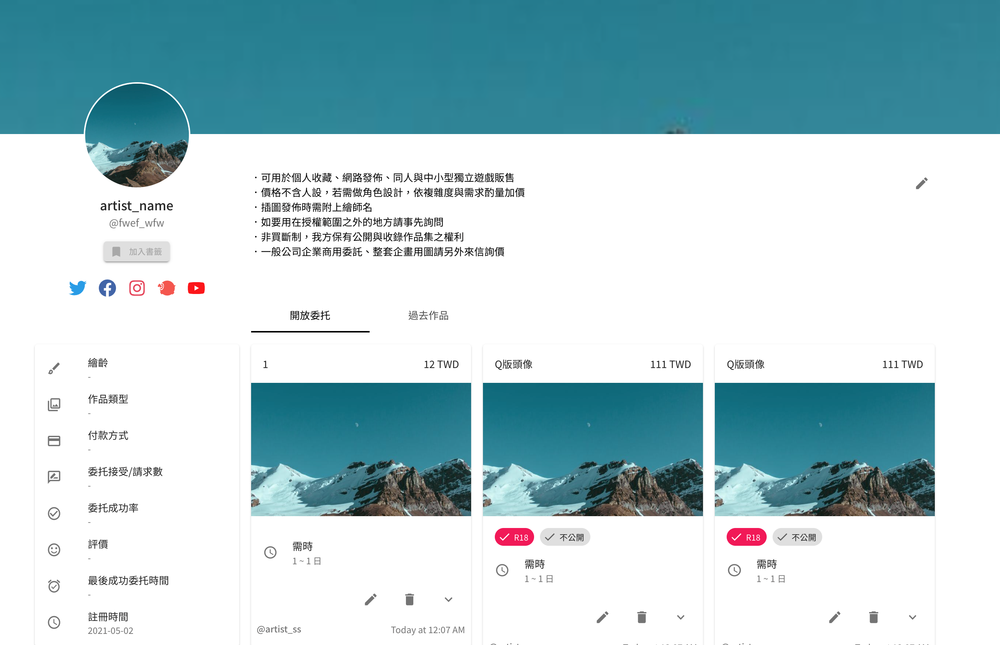 artist_name
@fwef_wfw
加入書籤
・可用於個人收藏、網路發佈、同人與中小型獨立遊戲販售
・價格不含人設，若需做角色設計，依複雜度與需求酌量加價
・插圖發佈時需附上繪師名
・如要用在授權範圍之外的地方請事先詢問
・非買斷制，我方保有公開與收錄作品集之權利
・一般公司企業商用委託、整套企畫用圖請另外來信詢價
開放委托
過去作品
繪齡
-
作品類型
-
付款方式
-
委托接受/請求數
-
委托成功率
-
評價
-
最後成功委托時間
-
註冊時間
2021-05-02
1
12 TWD
需時
1 ~ 1 日
@artist_ss
Today at 12:07 AM
Q版頭像
111 TWD
R18
不公開
需時
1 ~ 1 日
Q版頭像
111 TWD
R18
不公開
需時
1 ~ 1 日